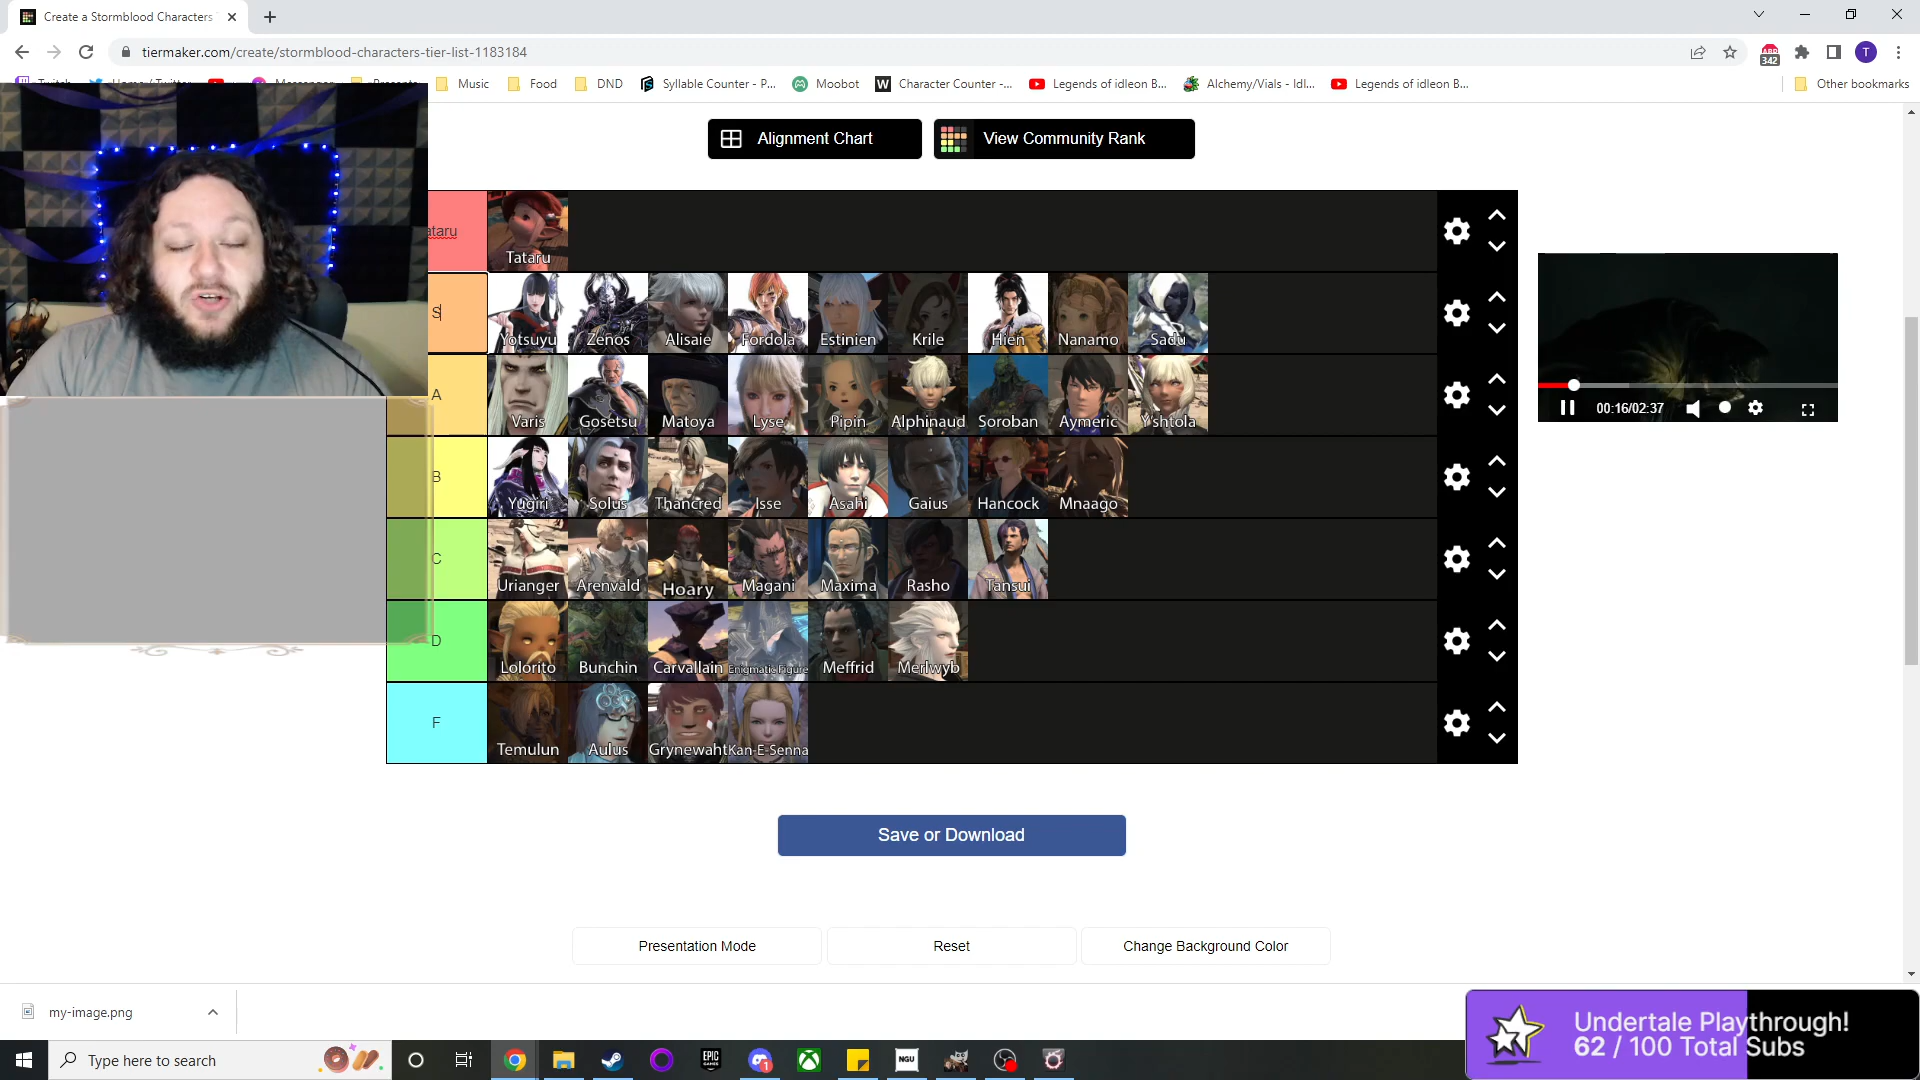 Create a Stormblood Characters
tiermaker.com/create/stormblood-characters-tier-list-1183184
342
T
Music
Food
DND
Syllable Counter - P...
Moobot
W
Character Counter -...
Legends of idleon B...
Alchemy/Vials - Idl...
Legends of idleon B...
Other bookmarks
Alignment Chart
View Community Rank
ataru
Tataru
S
Yotsuyu
Zenos
Alisaie
Fordola
Estinien
Krile
Hien
Nanamo
Sadu
A
Varis
Gosetsu
Matoya
Lyse
Pipin
Alphinaud
Soroban
Aymeric
Y'shtola
B
Yugiri
Solus
Thancred
Isse
Asahi
Gaius
Hancock
Mnaago
C
Urianger
Arenvald
Hoary
Magani
Maxima
Rasho
Tansui
D
Lolorito
Bunchin
Carvallain
Enigmatic Figure
Meffrid
Merlwyb
F
Temulun
Aulus
Grynewaht
Kan-E-Senna
00:16/02:37
Save or Download
Presentation Mode
Reset
Change Background Color
my-image.png
Undertale Playthrough!
62 / 100 Total Subs
Type here to search
EPIC
GAMES
1
NGU